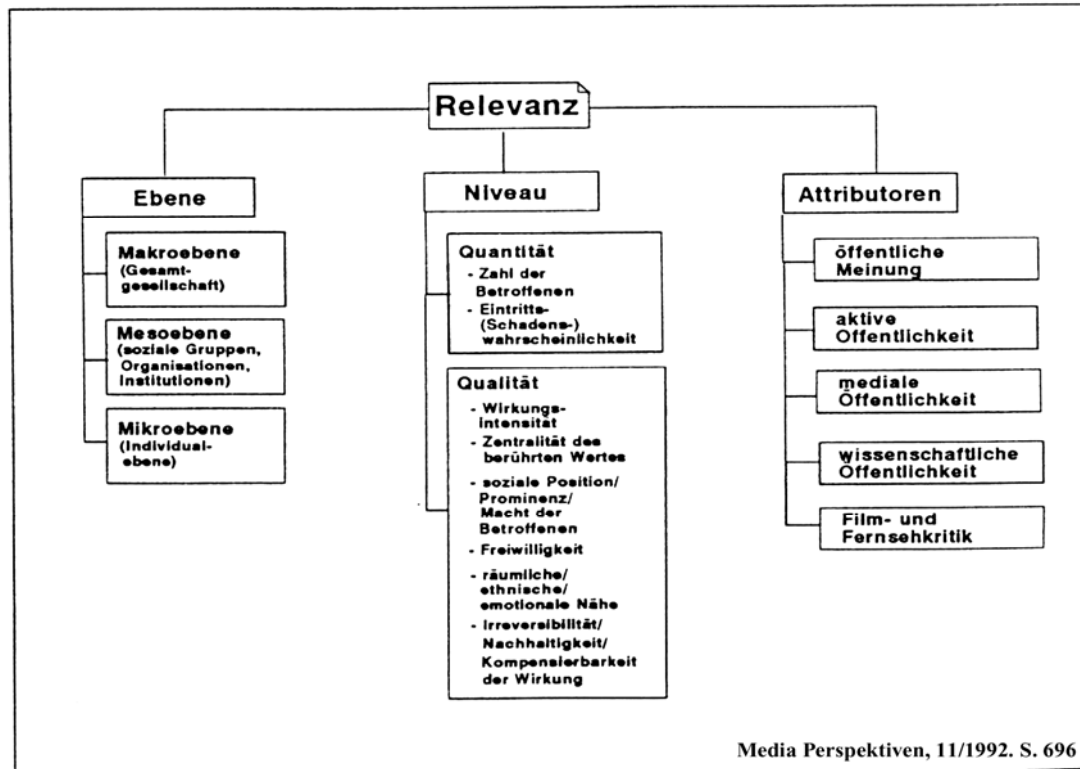 Relevanz
Ebene
Makroebene
(Gesamt-
gesellschaft)
Mesoebene
(soziale Gruppen,
Organisationen,
Institutionen)
Mikroebene
(Individual-
ebene)
Niveau
Quantität
- Zahl der
Betroffenen
- Eintritts-
(Schadens-)
wahrscheinlichkeit
Qualität
- Wirkungs-
intensität
- Zentralität des
berührten Wertes
- soziale Position/
Prominenz/
Macht der
Betroffenen
- Freiwilligkeit
- räumliche/
ethnische/
emotionale Nähe
- Irreversibilität/
Nachhaltigkeit/
Kompensierbarkeit
der Wirkung
Attributoren
öffentliche
Meinung
aktive
Öffentlichkeit
mediale
Öffentlichkeit
wissenschaftliche
Öffentlichkeit
Film- und
Fernsehkritik
Media Perspektiven, 11/1992. S. 696